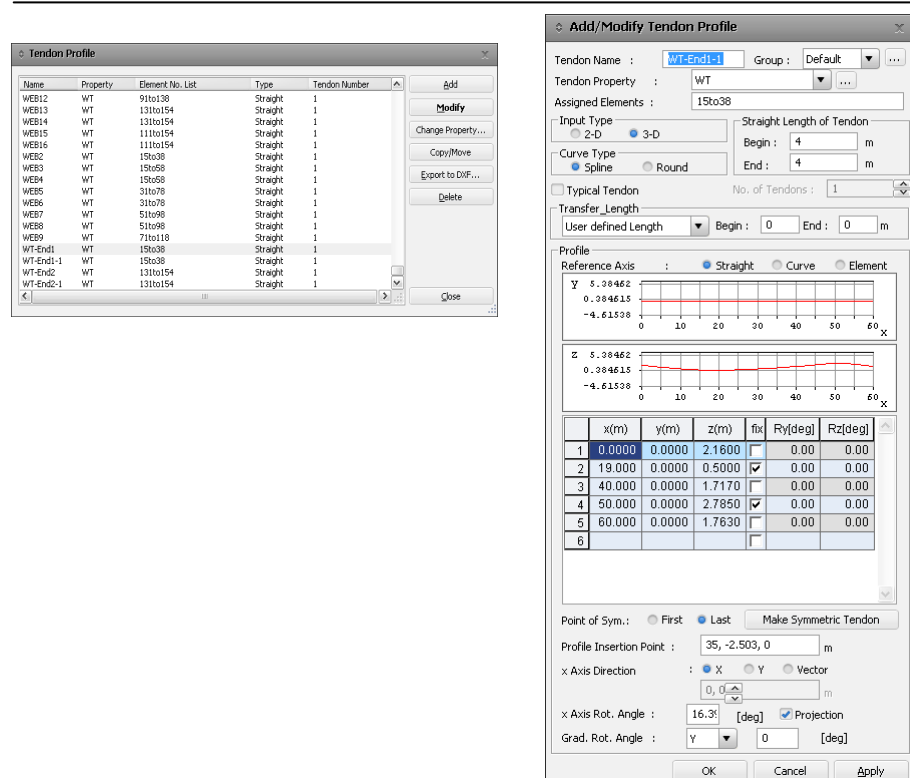 Tendon Profile
Name Property Element No. List Type Tendon Number
WEB12 WT 91to138 Straight 1
WEB13 WT 131to154 Straight 1
WEB14 WT 131to154 Straight 1
WEB15 WT 111to154 Straight 1
WEB16 WT 111to154 Straight 1
WEB2 WT 15to38 Straight 1
WEB3 WT 15to58 Straight 1
WEB4 WT 15to58 Straight 1
WEB5 WT 31to78 Straight 1
WEB6 WT 31to78 Straight 1
WEB7 WT 51to98 Straight 1
WEB8 WT 51to98 Straight 1
WEB9 WT 71to118 Straight 1
WT-End1 WT 15to38 Straight 1
WT-End1-1 WT 15to38 Straight 1
WT-End2 WT 131to154 Straight 1
WT-End2-1 WT 131to154 Straight 1
Add
Modify
Change Property...
Copy/Move
Export to DXF...
Delete
Close
Add/Modify Tendon Profile
Tendon Name : WT-End1-1 Group : Default ...
Tendon Property : WT ...
Assigned Elements : 15to38
Input Type
2-D 3-D
Curve Type
Spline Round
Straight Length of Tendon
Begin : 4 m
End : 4 m
Typical Tendon No. of Tendons : 1
Transfer_Length
User defined Length Begin : 0 End : 0 m
Profile
Reference Axis : Straight Curve Element
Y 5.38462
0.384615
-4.61538
0 10 20 30 40 50 60 x
Z 5.38462
0.384615
-4.61538
0 10 20 30 40 50 60 x
x(m) y(m) z(m) fix Ry[deg] Rz[deg]
1 0.0000 0.0000 2.1600 0.00 0.00
2 19.000 0.0000 0.5000 0.00 0.00
3 40.000 0.0000 1.7170 0.00 0.00
4 50.000 0.0000 2.7850 0.00 0.00
5 60.000 0.0000 1.7630 0.00 0.00
6
Point of Sym.: First Last Make Symmetric Tendon
Profile Insertion Point : 35, -2.503, 0 m
x Axis Direction : X Y Vector
0, 0 m
x Axis Rot. Angle : 16.39 [deg] Projection
Grad. Rot. Angle : Y 0 [deg]
OK Cancel Apply